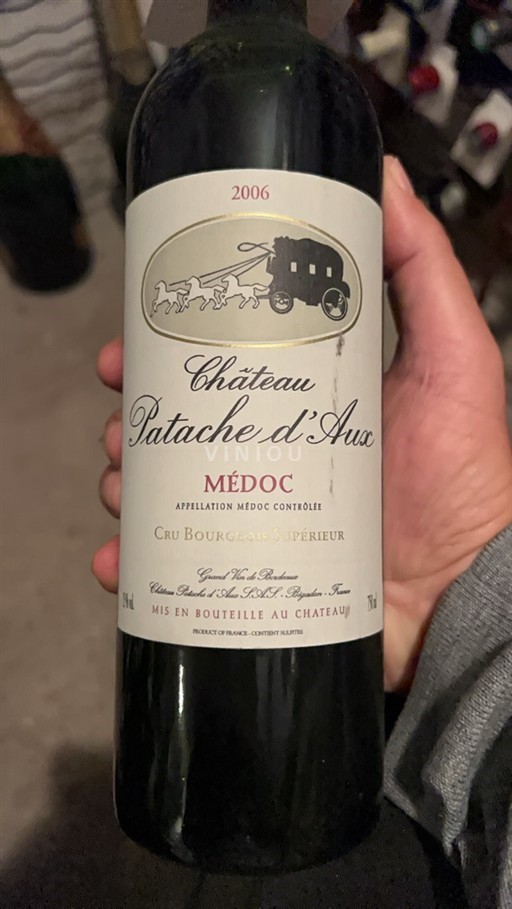 2006
Château
Patache d'Aux
VINIOU
MÉDOC
APPELLATION MÉDOC CONTRÔLÉE
CRU BOURGEOIS SUPÉRIEUR
Grand Vin de Bordeaux
Château Patache d'Aux S.A.S. - Bégadan - France
MIS EN BOUTEILLE AU CHATEAU
PRODUCT OF FRANCE - CONTIENT SULFITES